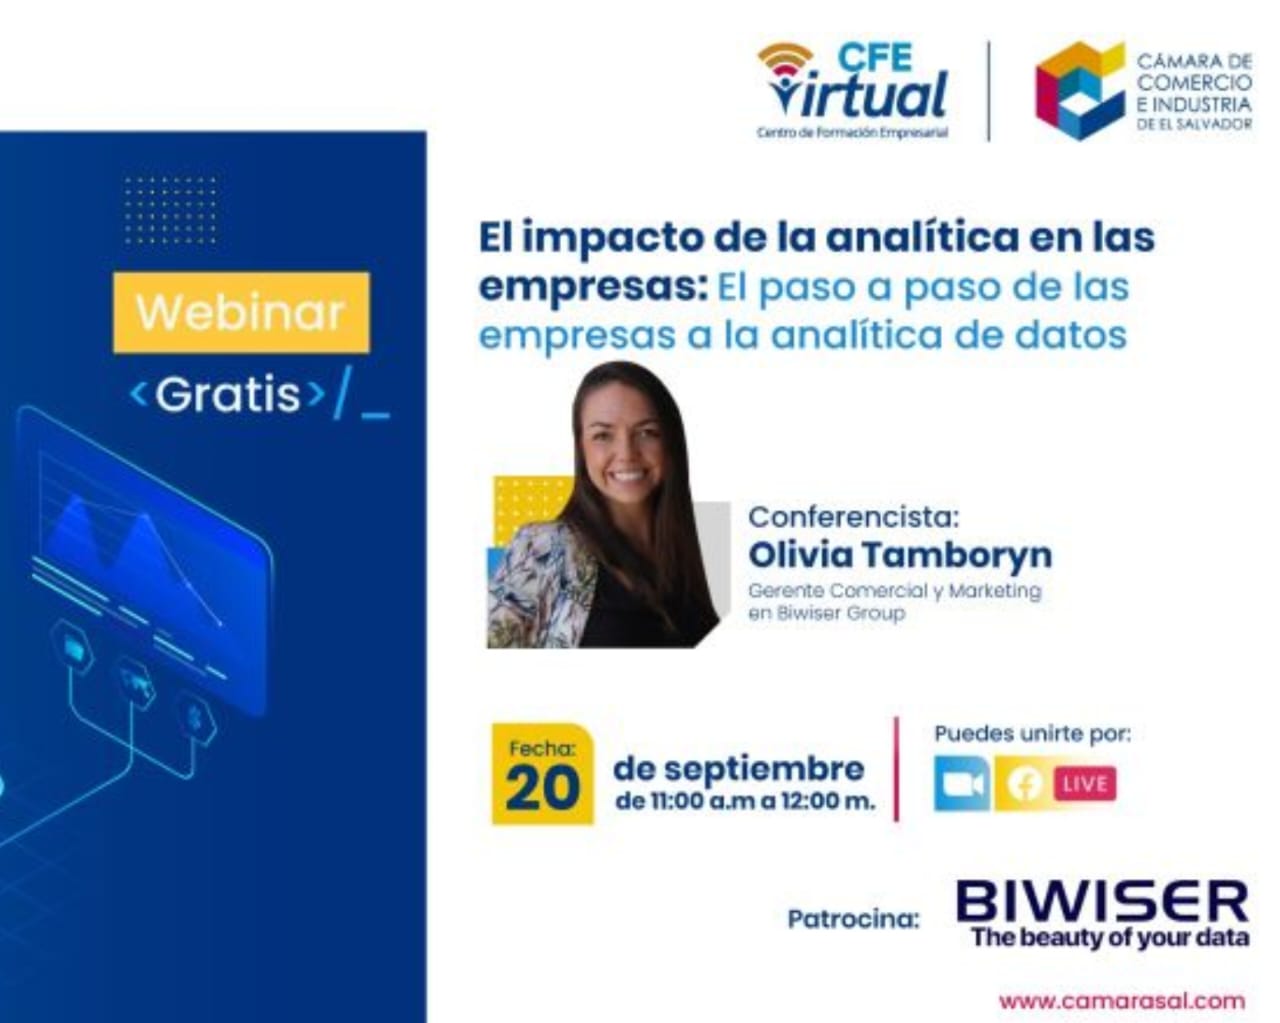 CFE
Virtual
Centro de Formación Empresarial
CÁMARA DE
COMERCIO
E INDUSTRIA
DE EL SALVADOR
Webinar
<Gratis>/_
El impacto de la analítica en las
empresas: El paso a paso de las
empresas a la analítica de datos
Conferencista:
Olivia Tamboryn
Gerente Comercial y Marketing
en Biwiser Group
Fecha:
20
de septiembre
de 11:00 a.m a 12:00 m.
Puedes unirte por:
LIVE
Patrocina:
BIWISER
The beauty of your data
www.camarasal.com